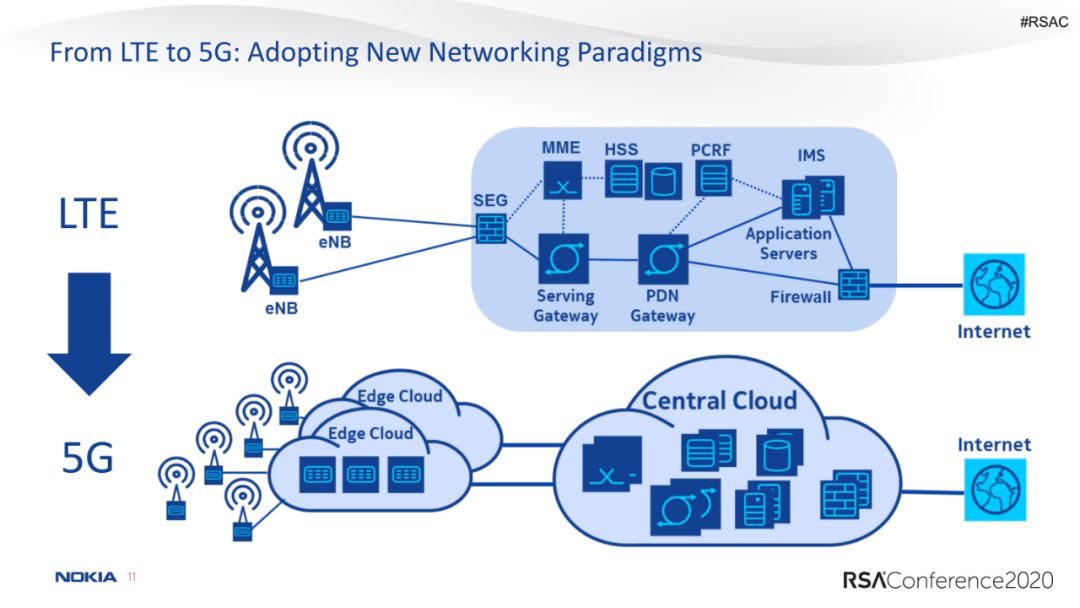 #RSAC
From LTE to 5G: Adopting New Networking Paradigms
LTE
eNB
eNB
SEG
MME
HSS
PCRF
IMS
Application
Servers
Serving
Gateway
PDN
Gateway
Firewall
Internet
5G
Edge Cloud
Edge Cloud
Central Cloud
Internet
NOKIA 11
RSAConference2020